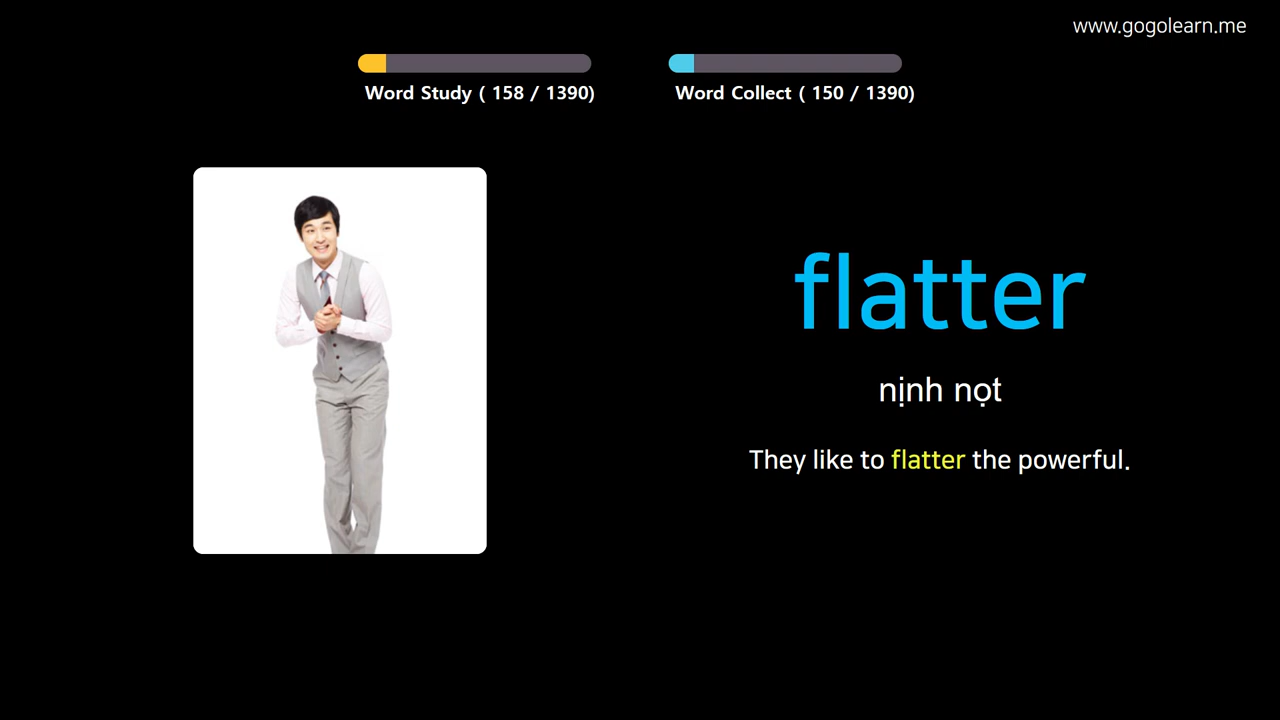 www.gogolearn.me
Word Study ( 158 / 1390)
Word Collect ( 150 / 1390)
flatter
nịnh nọt
They like to flatter the powerful.